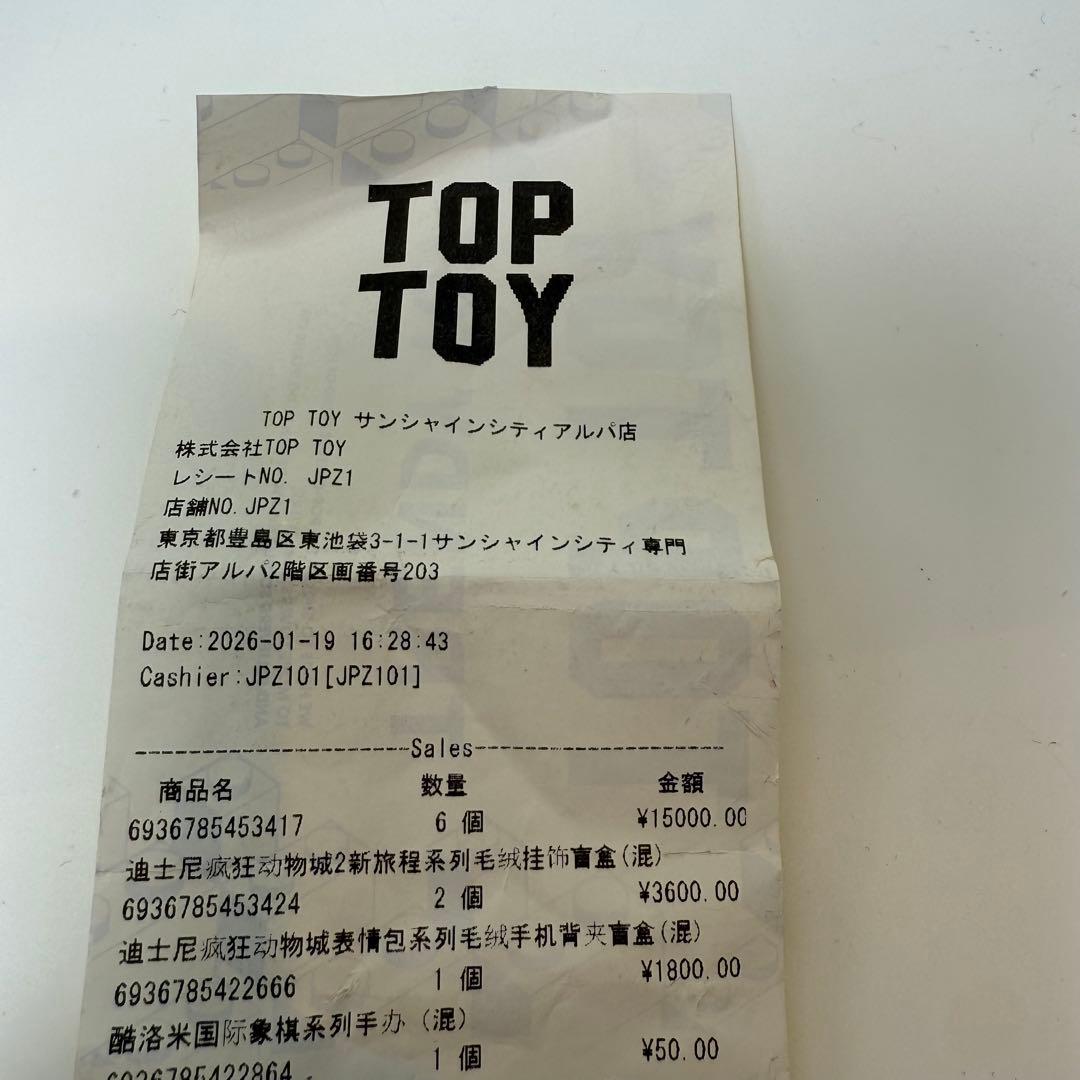 TOP
TOY
TOP TOY サンシャインシティアルパ店
株式会社TOP TOY
レシートNO. JPZ1
店舗NO.JPZ1
東京都豊島区東池袋3-1-1サンシャインシティ専門
店街アルパ2階区画番号203
Date:2026-01-19 16:28:43
Cashier:JPZ101[JPZ101]
Sales
商品名 数量 金額
6936785453417 6 個 ¥15000.00
迪士尼疯狂动物城2新旅程系列毛绒挂饰盲盒(混)
6936785453424 2 個 ¥3600.00
迪士尼疯狂动物城表情包系列毛绒手机背夹盲盒(混)
6936785422666 1 個 ¥1800.00
酷洛米国际象棋系列手办 (混)
6936785422864 1 個 ¥50.00